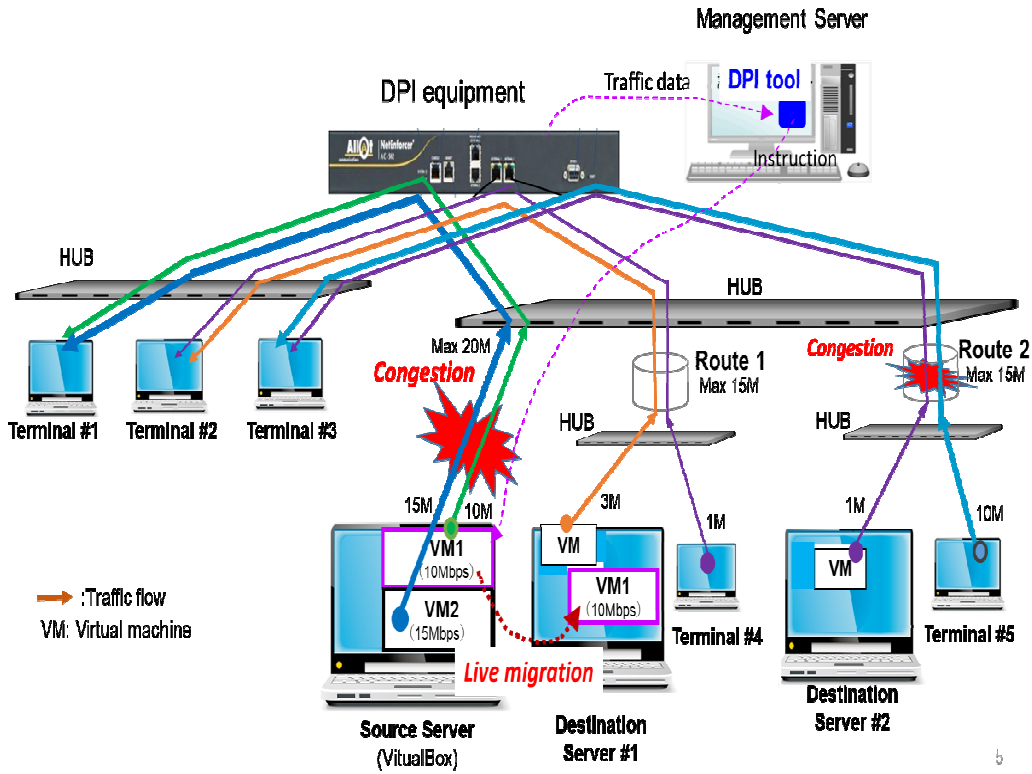 Management Server
Traffic data
DPI tool
DPI equipment
Allot
NetEnforcer
Instruction
HUB
HUB
Max 20M
Congestion
Route 1
Max 15M
Congestion
Route 2
Max 15M
Terminal #1
Terminal #2
Terminal #3
HUB
HUB
15M
10M
3M
1M
1M
10M
VM1
(10Mbps)
VM
VM
VM1
(10Mbps)
VM2
(15Mbps)
:Traffic flow
VM: Virtual machine
Terminal #4
Terminal #5
Live migration
Source Server
(VitualBox)
Destination
Server #1
Destination
Server #2
5